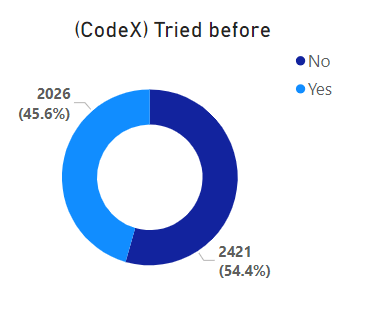 (CodeX) Tried before
No
Yes
2026
(45.6%)
2421
(54.4%)